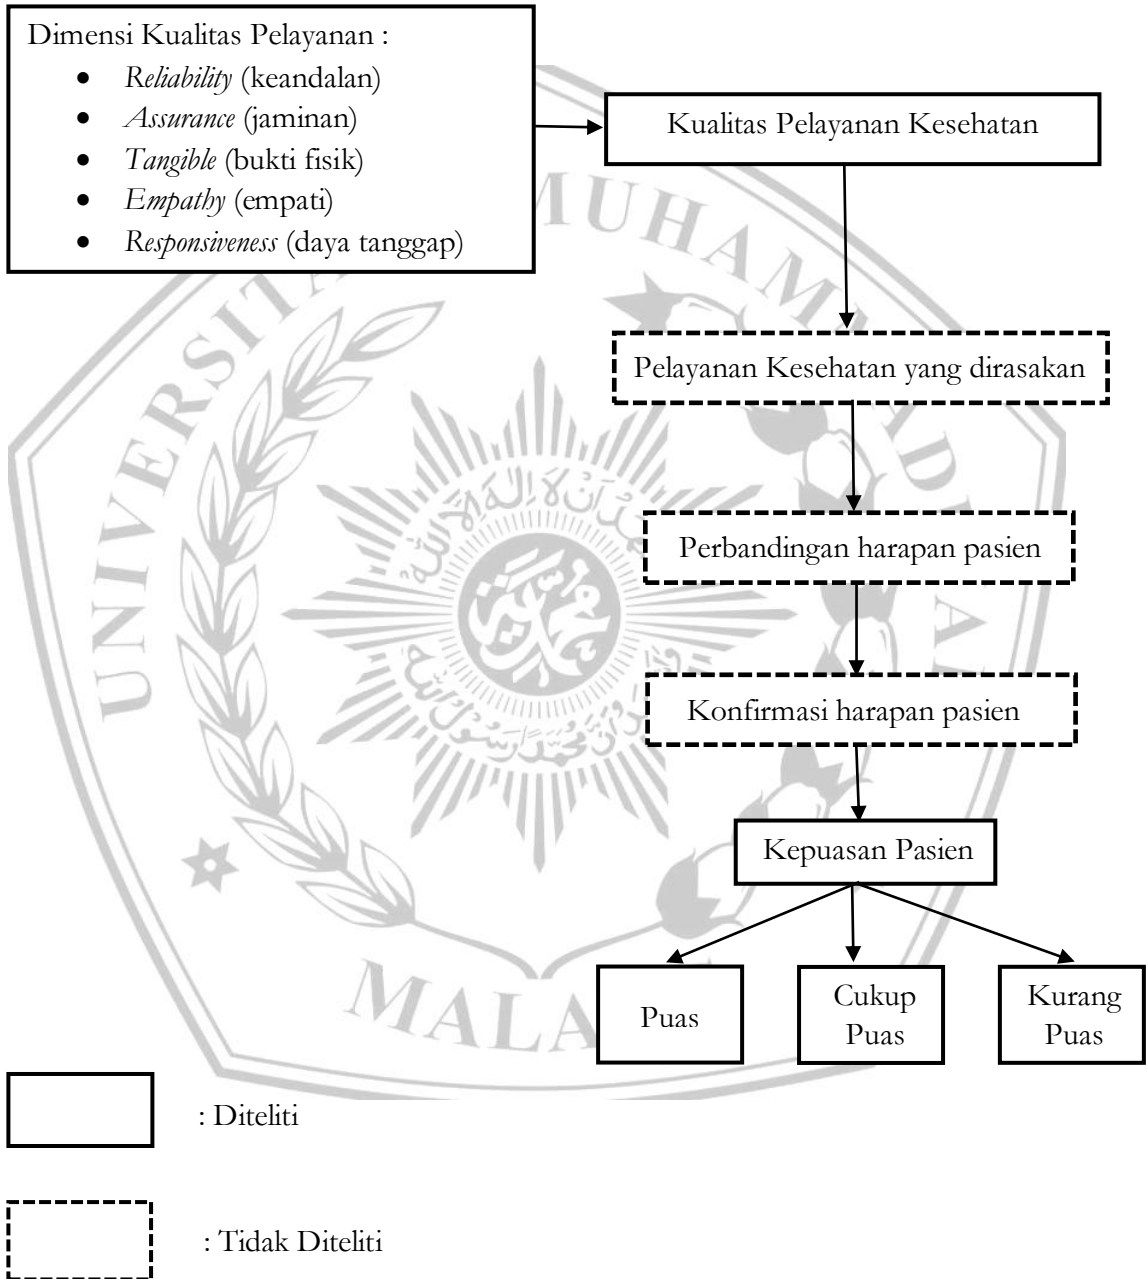 Dimensi Kualitas Pelayanan :
• Reliability (keandalan)
• Assurance (jaminan)
• Tangible (bukti fisik)
• Empathy (empati)
• Responsiveness (daya tanggap)
Kualitas Pelayanan Kesehatan
Pelayanan Kesehatan yang dirasakan
Perbandingan harapan pasien
Konfirmasi harapan pasien
Kepuasan Pasien
Puas
Cukup
Puas
Kurang
Puas
: Diteliti
: Tidak Diteliti